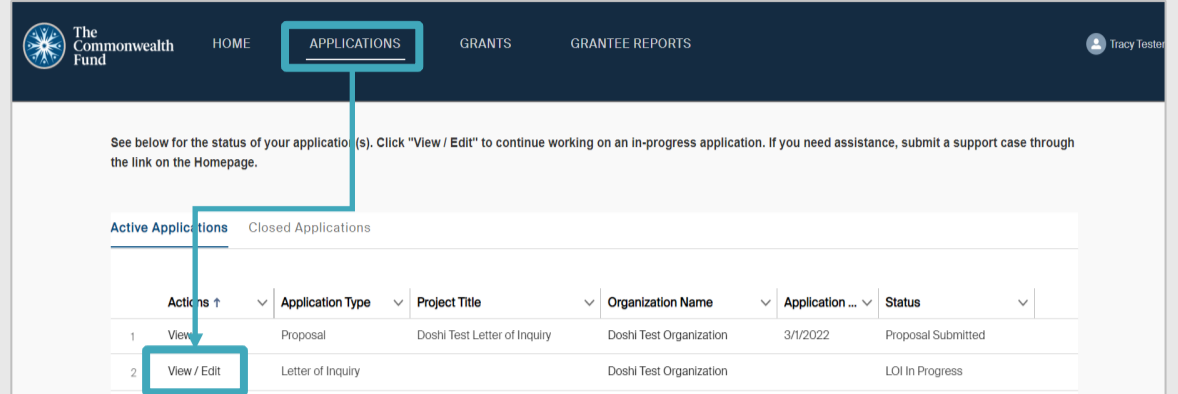 The
Commonwealth
Fund
HOME APPLICATIONS GRANTS GRANTEE REPORTS Tracy Tester
See below for the status of your application(s). Click "View / Edit" to continue working on an in-progress application. If you need assistance, submit a support case through
the link on the Homepage.
Active Applications Closed Applications
Actions ↑ Application Type Project Title Organization Name Application ... Status
1 View Proposal Doshi Test Letter of Inquiry Doshi Test Organization 3/1/2022 Proposal Submitted
2 View / Edit Letter of Inquiry Doshi Test Organization LOI In Progress